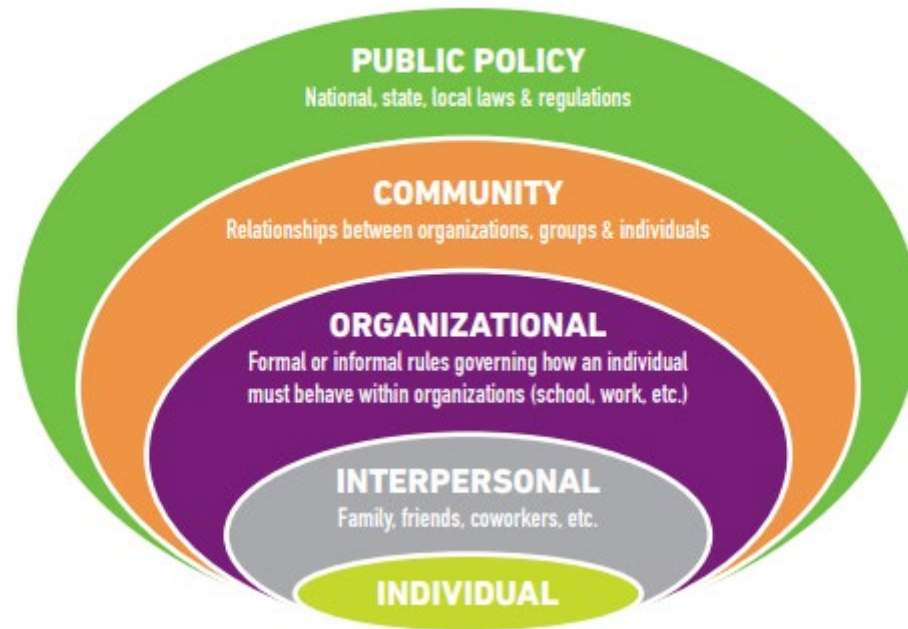 PUBLIC POLICY
National, state, local laws & regulations
COMMUNITY
Relationships between organizations, groups & individuals
ORGANIZATIONAL
Formal or informal rules governing how an individual
must behave within organizations (school, work, etc.)
INTERPERSONAL
Family, friends, coworkers, etc.
INDIVIDUAL